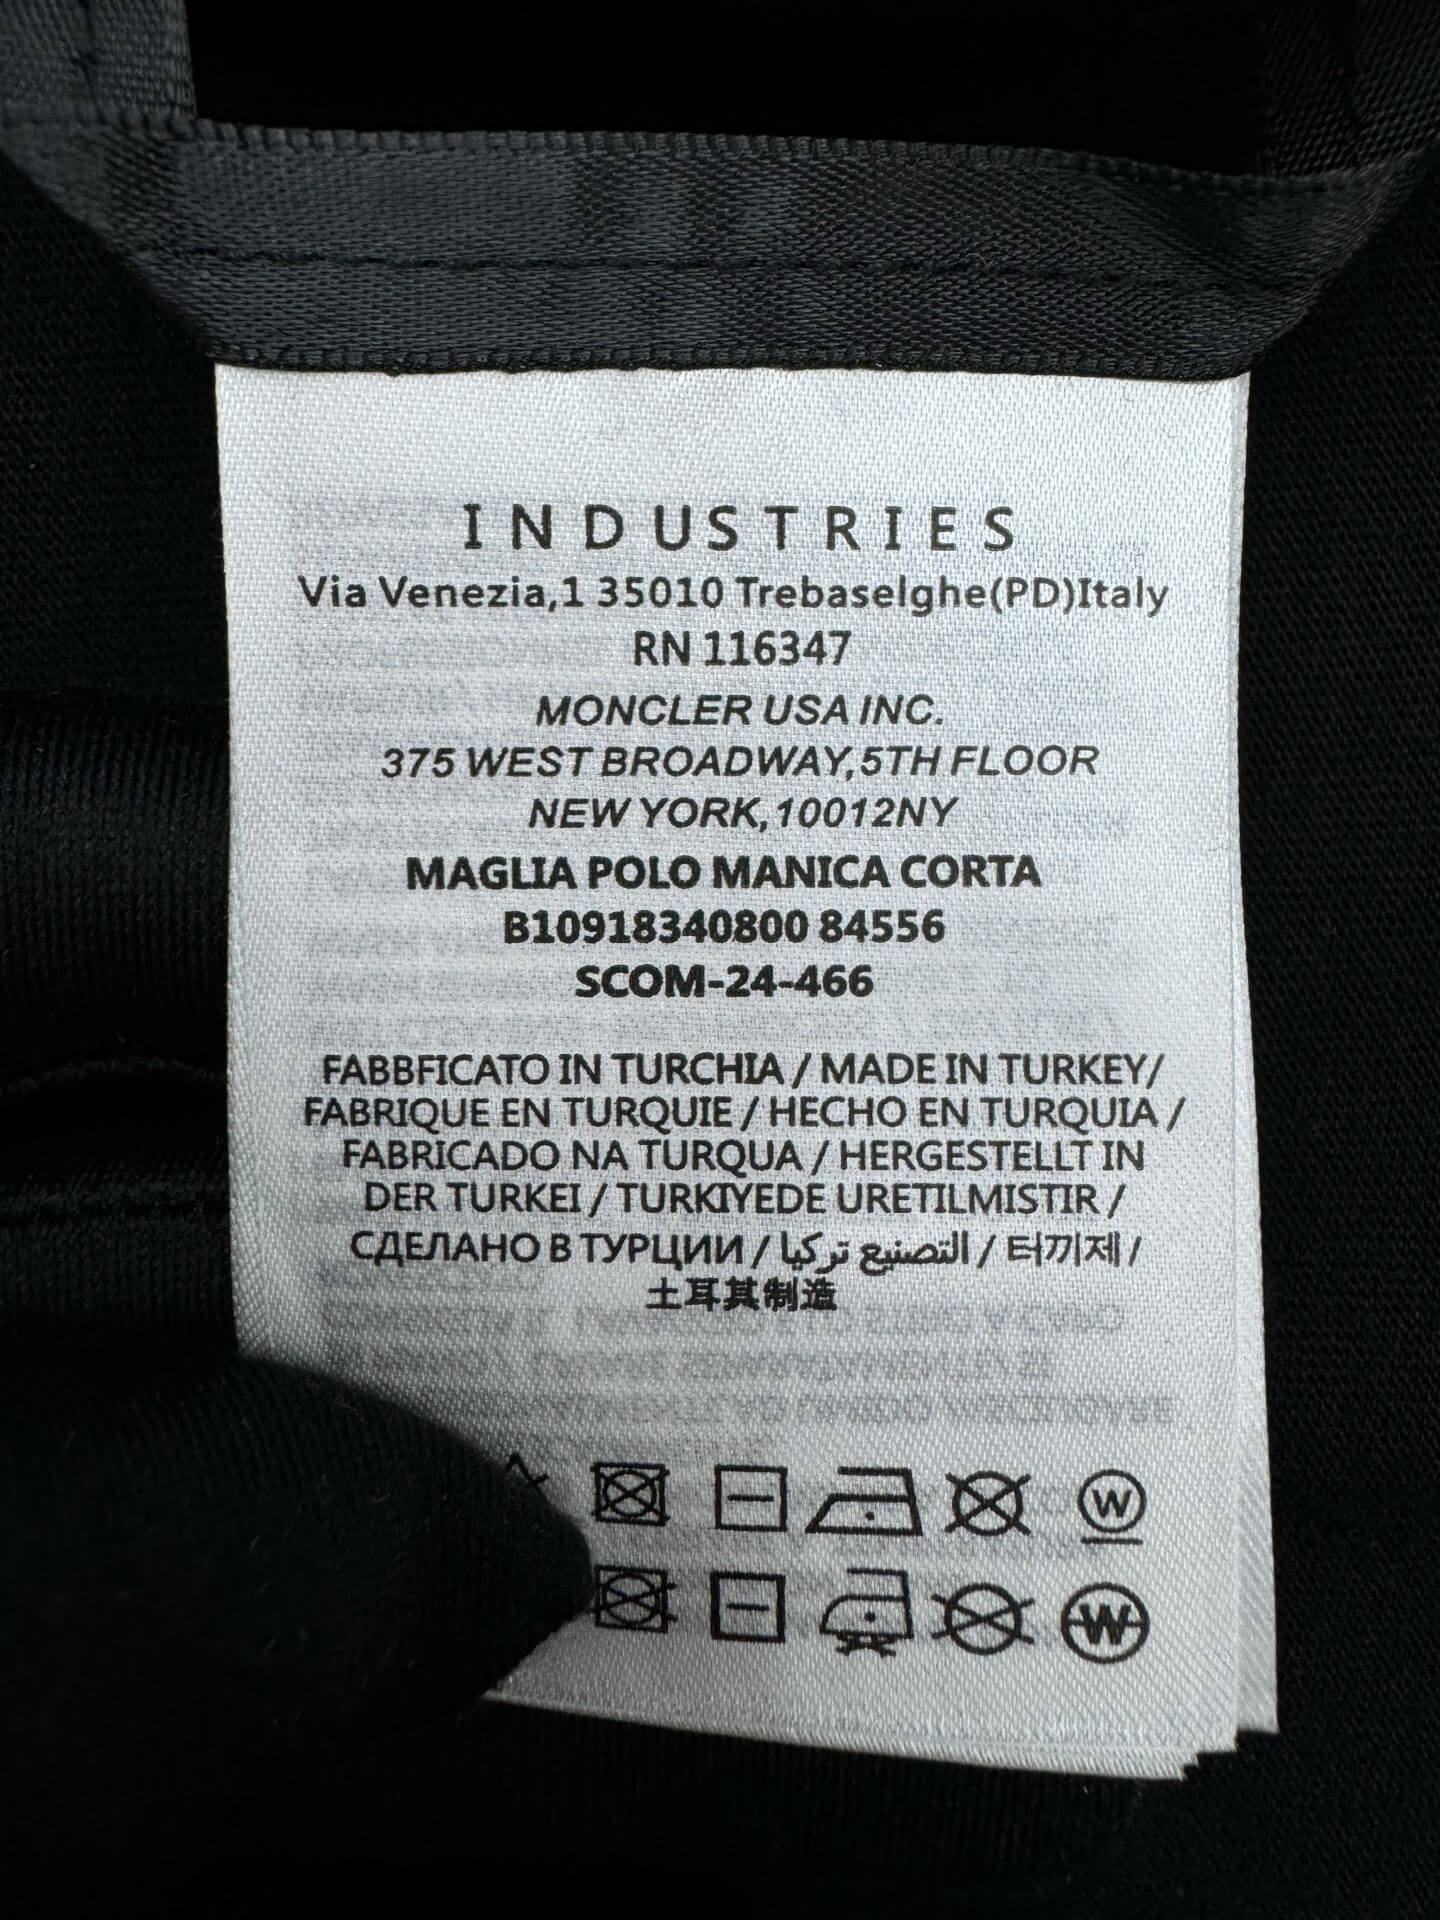 INDUSTRIES
Via Venezia,1 35010 Trebaselghe(PD)Italy
RN 116347
MONCLER USA INC.
375 WEST BROADWAY,5TH FLOOR
NEW YORK,10012NY
MAGLIA POLO MANICA CORTA
B10918340800 84556
SCOM-24-466
FABBFICATO IN TURCHIA / MADE IN TURKEY/
FABRIQUE EN TURQUIE / HECHO EN TURQUIA /
FABRICADO NA TURQUA / HERGESTELLT IN
DER TURKEI / TURKIYEDE URETILMISTIR /
СДЕЛАНО В ТУРЦИИ / التصنيع تركيا / 터끼제 /
土耳其制造
W
W